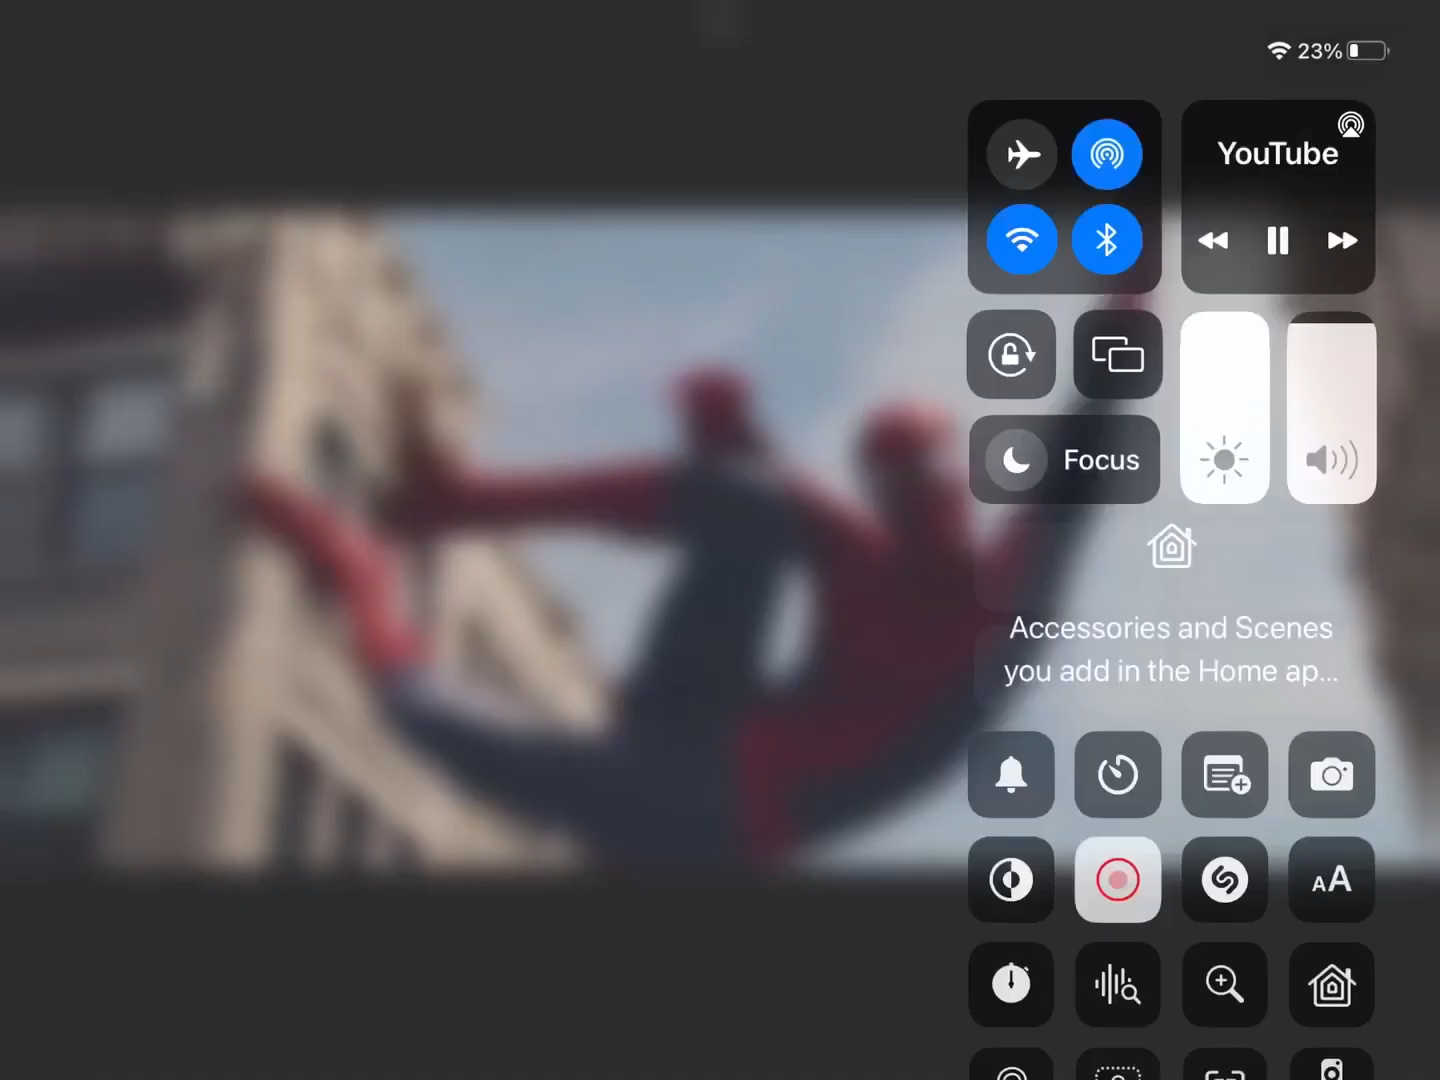 23%
YouTube
Focus
Accessories and Scenes
you add in the Home ap...
AA